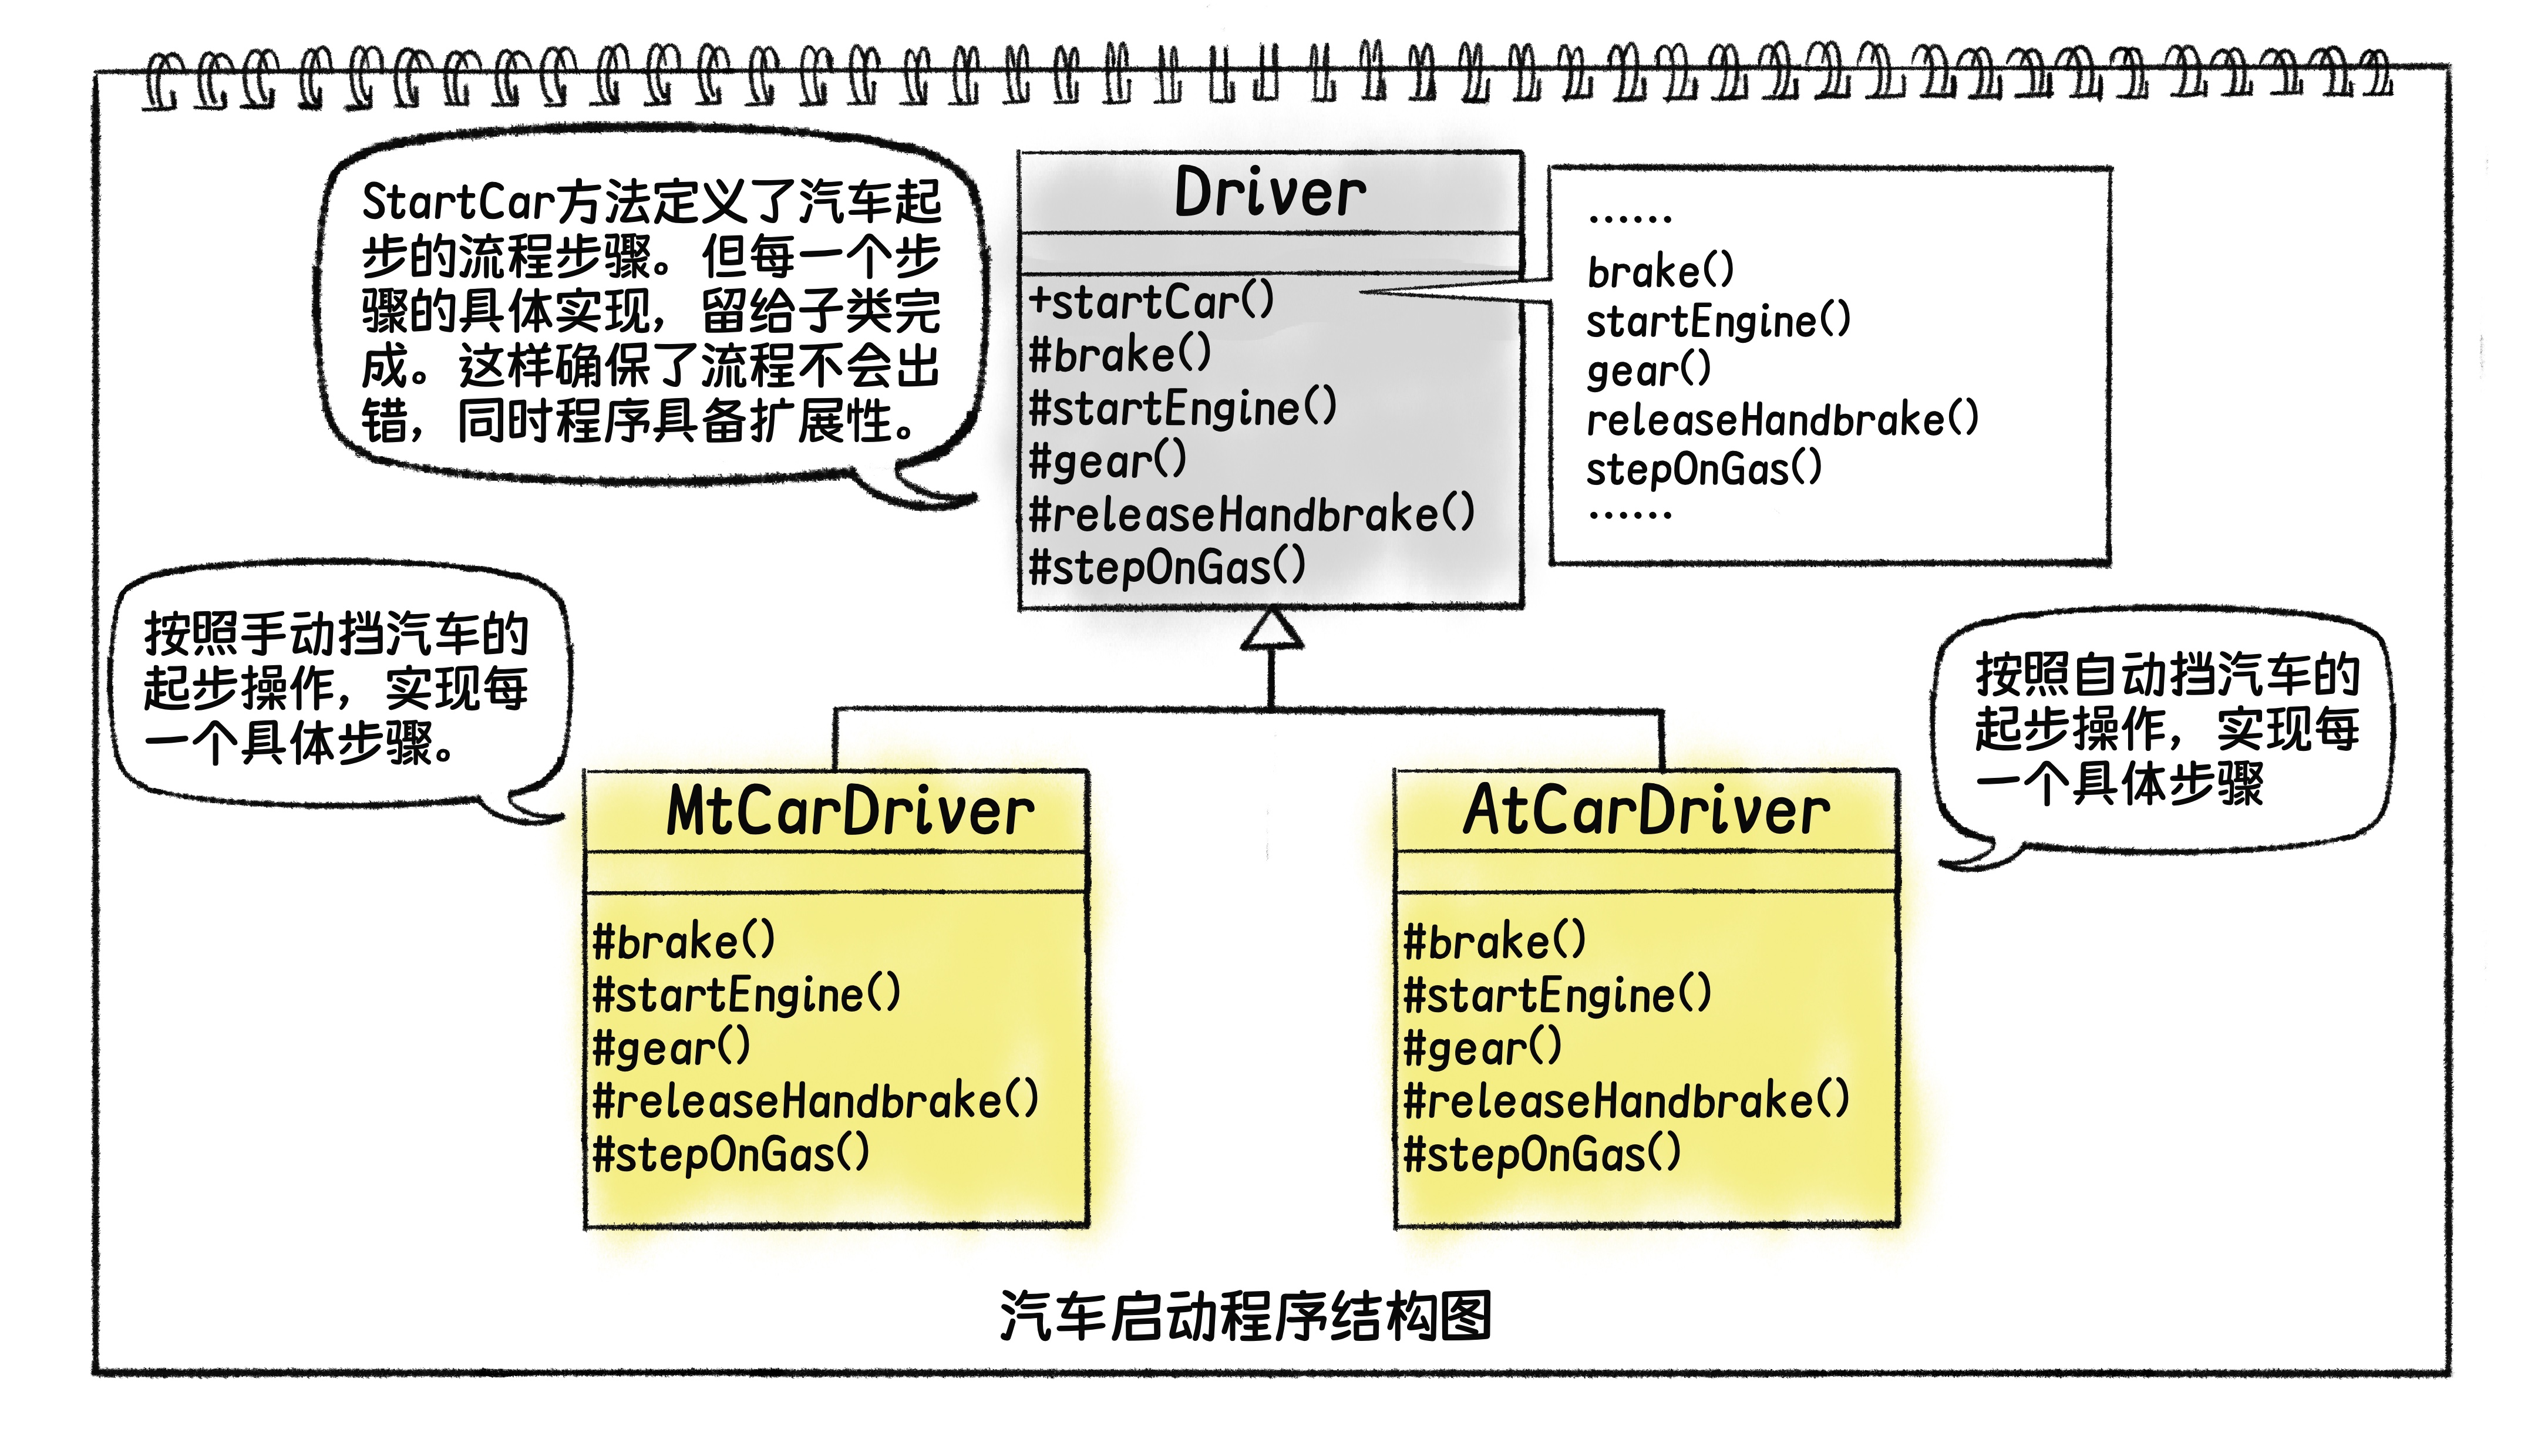 StartCar方法定义了汽车起
步的流程步骤。但每一个步
骤的具体实现，留给子类完
成。这样确保了流程不会出
错，同时程序具备扩展性。
Driver
+startCar()
#brake()
#startEngine()
#gear()
#releaseHandbrake()
#stepOnGas()
......
brake()
startEngine()
gear()
releaseHandbrake()
stepOnGas()
......
按照手动挡汽车的
起步操作，实现每
一个具体步骤。
按照自动挡汽车的
起步操作，实现每
一个具体步骤
MtCarDriver
#brake()
#startEngine()
#gear()
#releaseHandbrake()
#stepOnGas()
AtCarDriver
#brake()
#startEngine()
#gear()
#releaseHandbrake()
#stepOnGas()
汽车启动程序结构图